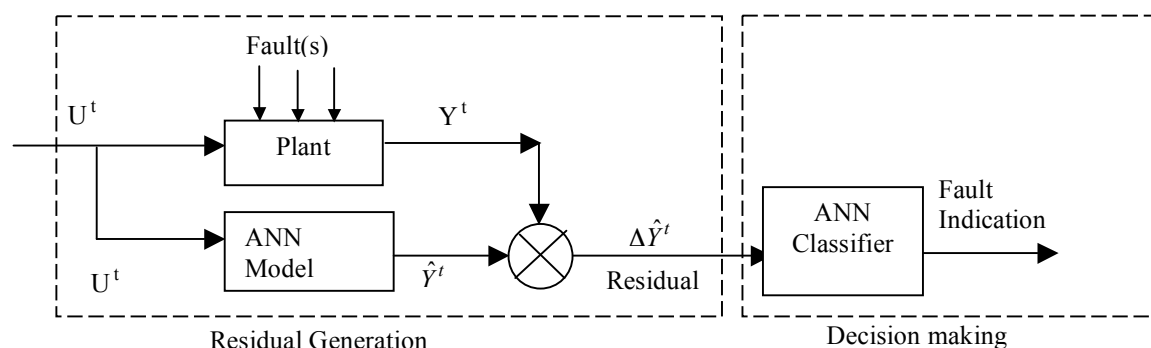 Fault(s)
U^t
Y^t
Plant
ANN
Model
U^t
Ŷ^t
ΔŶ^t
Residual
ANN
Classifier
Fault
Indication
Residual Generation
Decision making